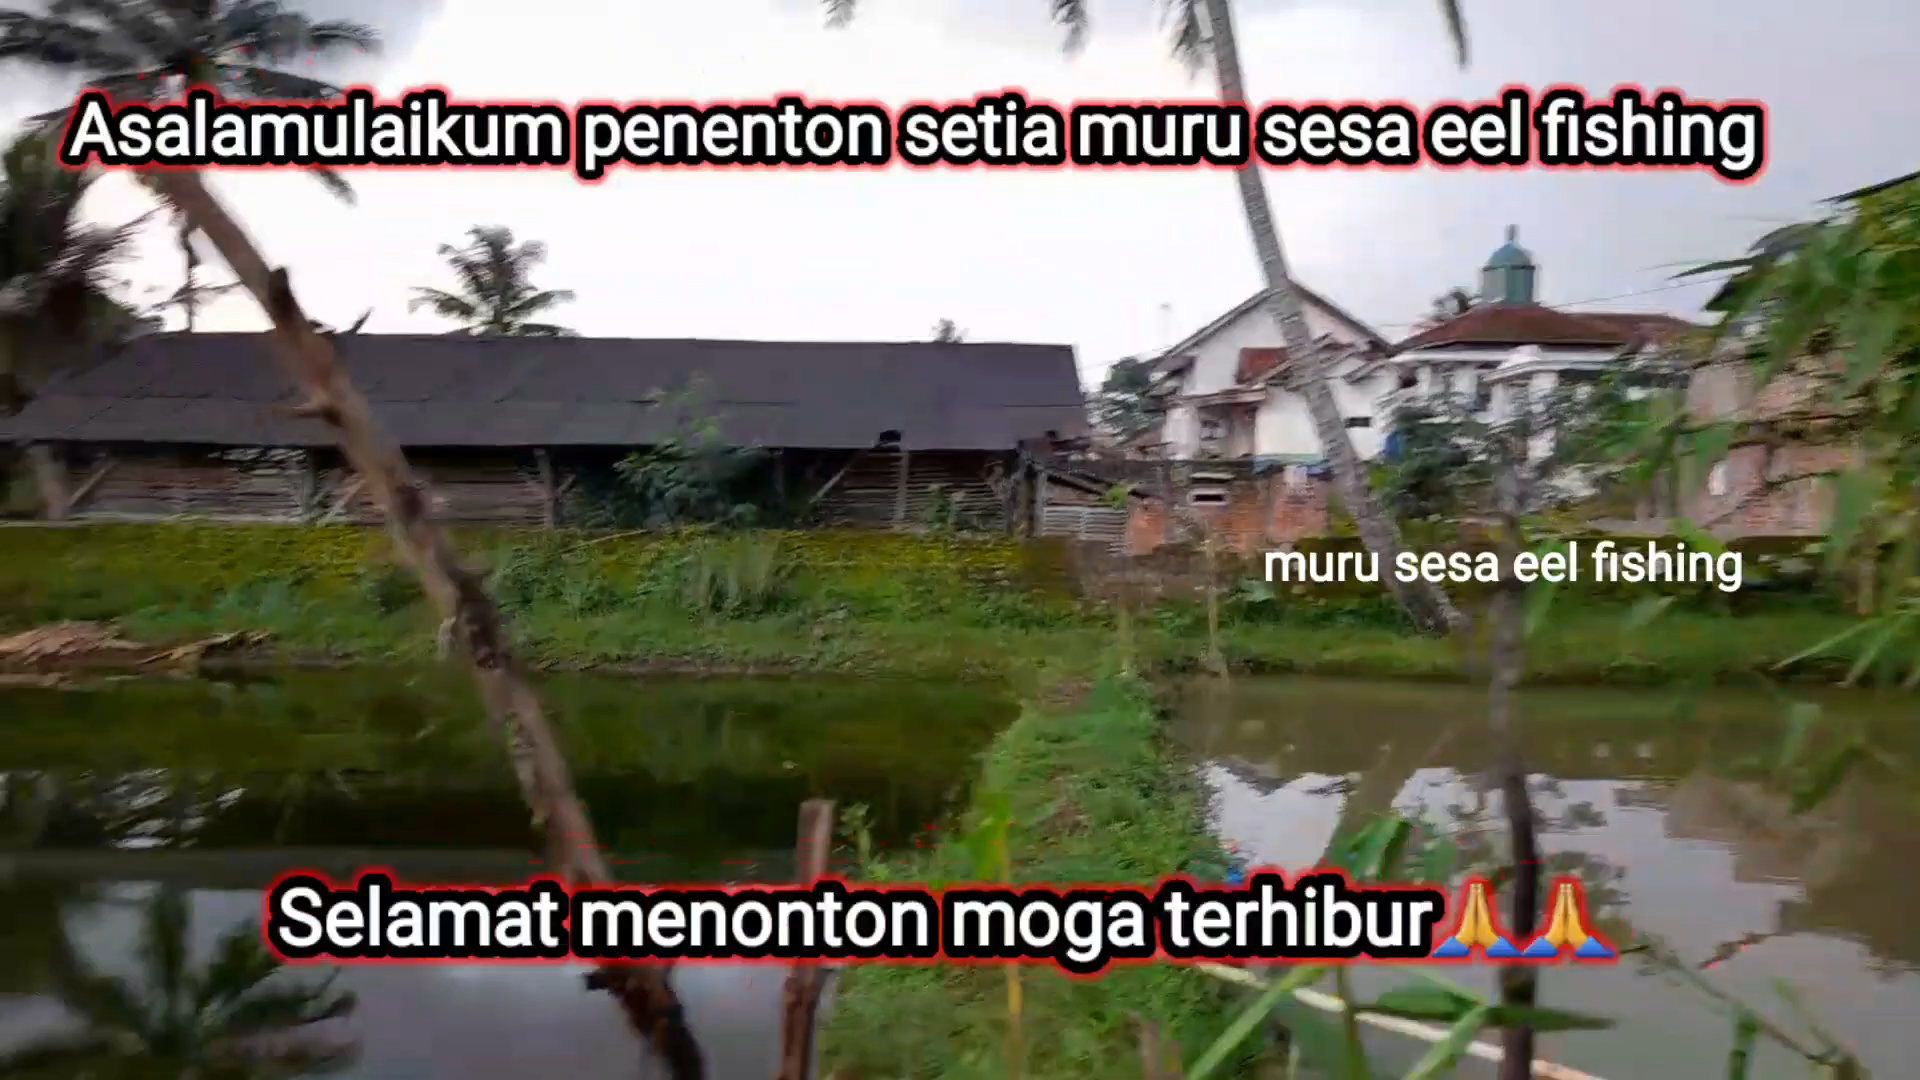 Asalamulaikum penenton setia muru sesa eel fishing
muru sesa eel fishing
Selamat menonton moga terhibur🙏🙏